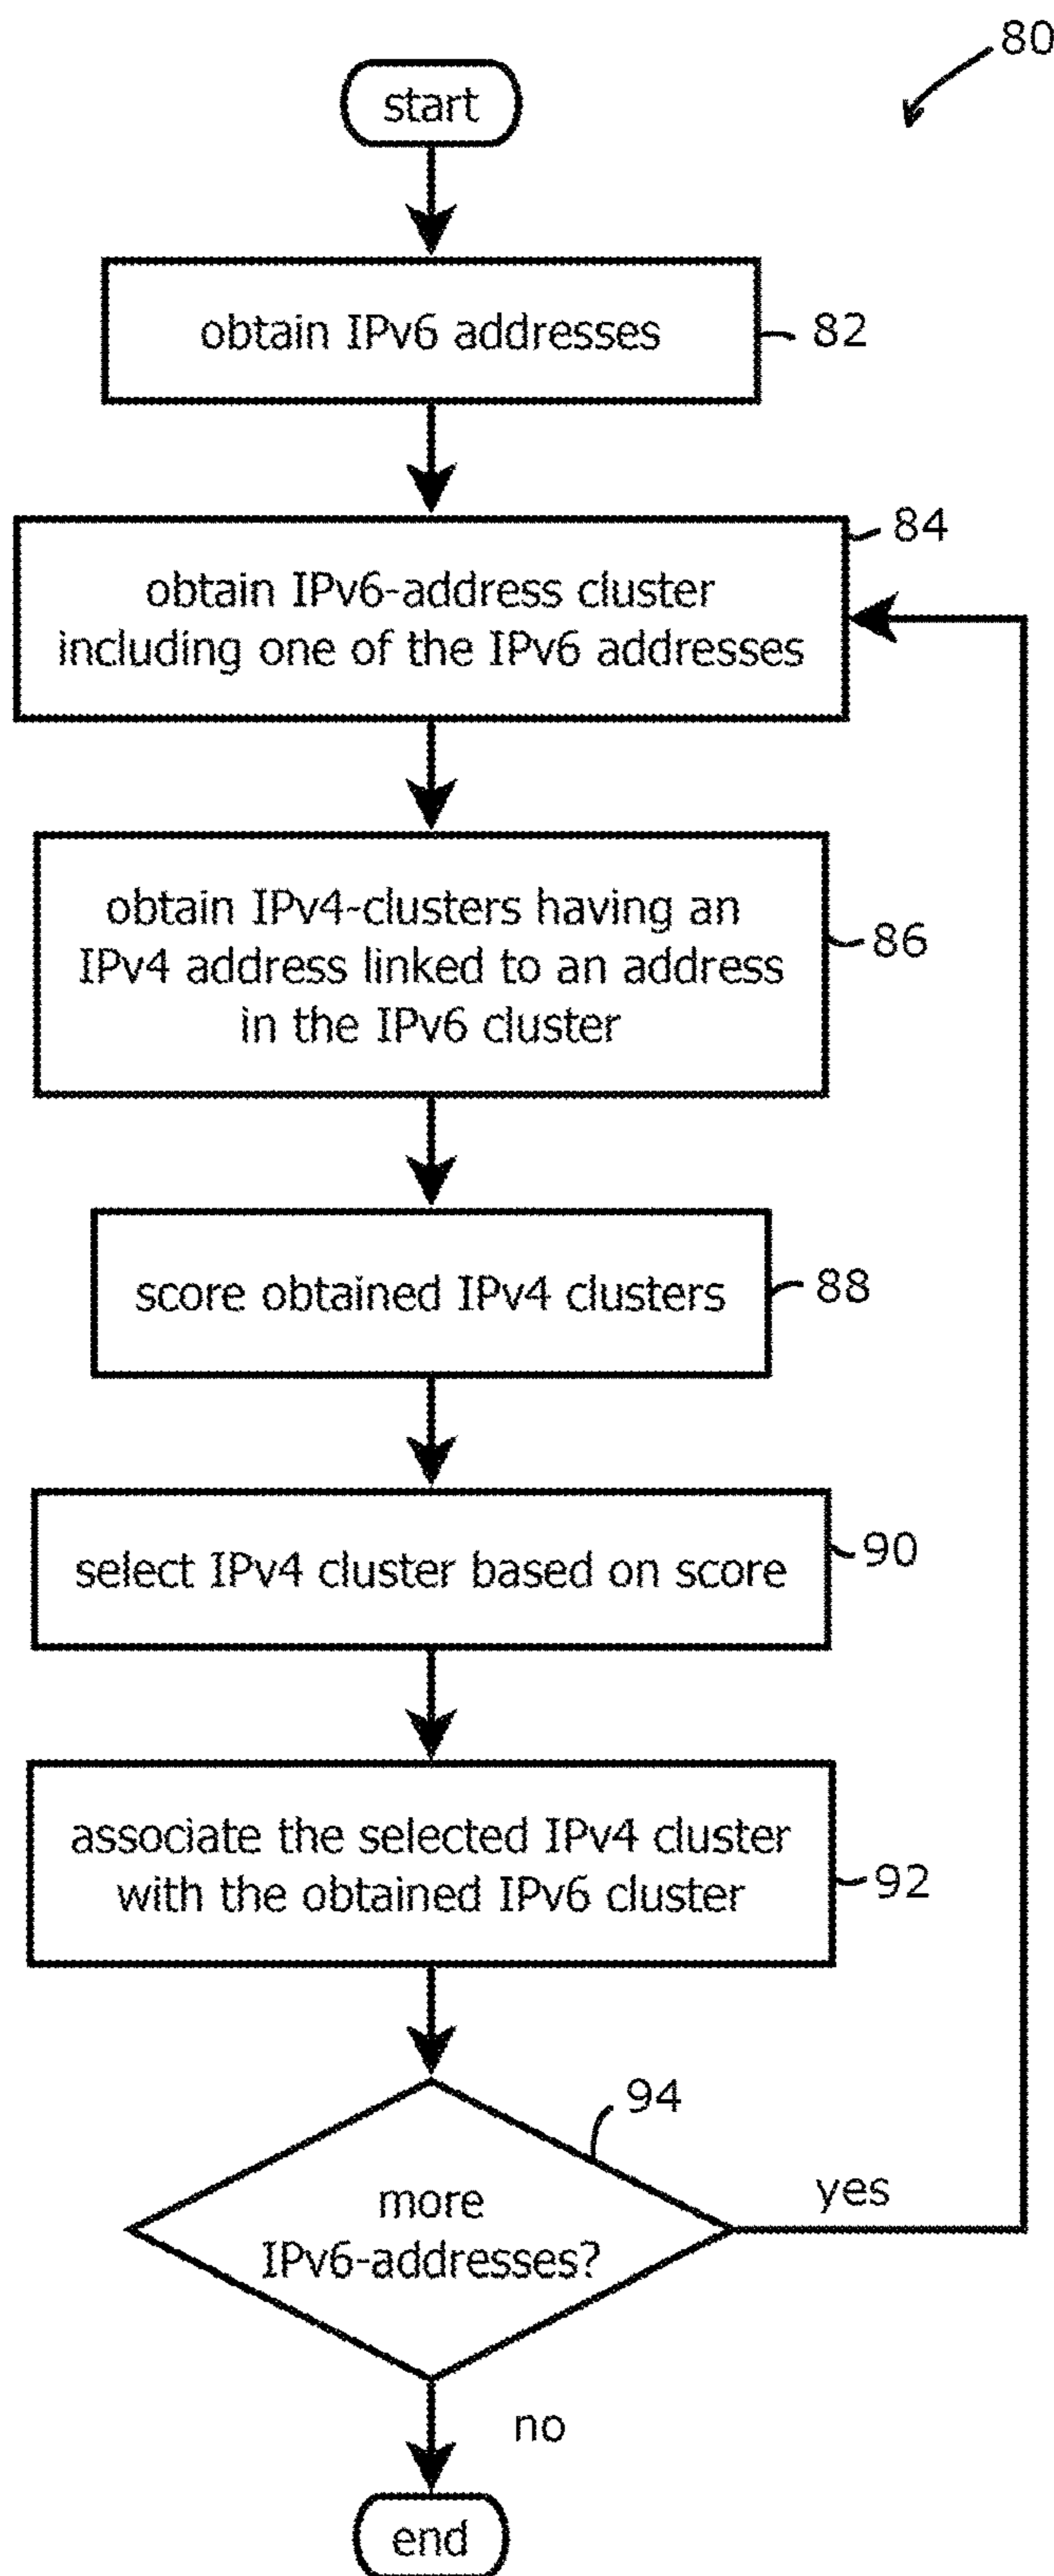 80
start
obtain IPv6 addresses
82
84
obtain IPv6-address cluster
including one of the IPv6 addresses
obtain IPv4-clusters having an
IPv4 address linked to an address
in the IPv6 cluster
86
score obtained IPv4 clusters
88
select IPv4 cluster based on score
90
associate the selected IPv4 cluster
with the obtained IPv6 cluster
92
94
more
IPv6-addresses?
yes
no
end